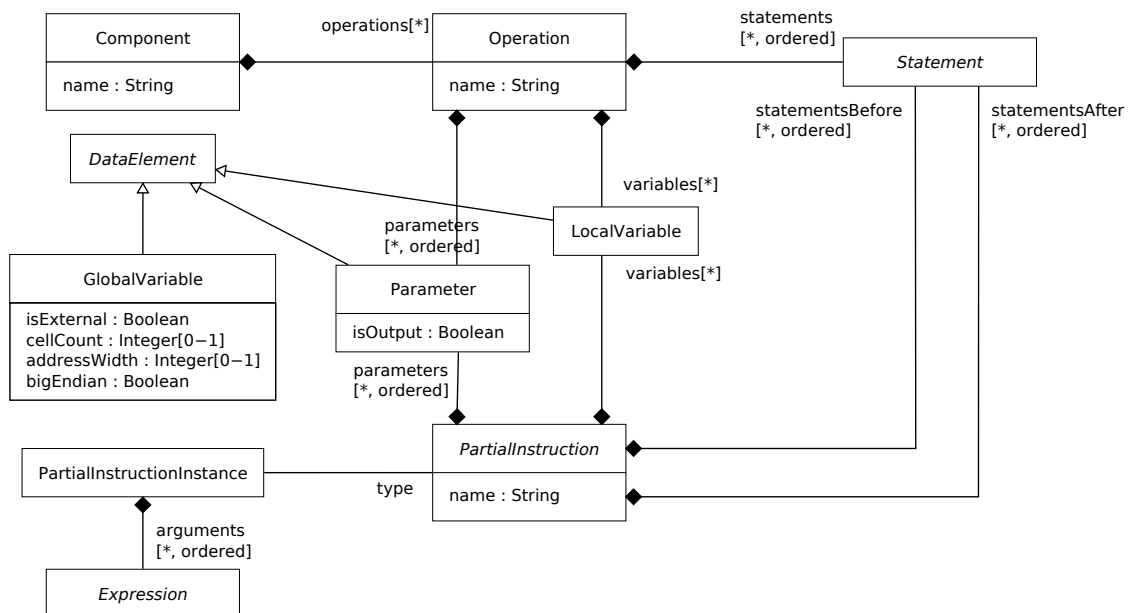 Component
name : String
operations[*]
Operation
name : String
statements
[*, ordered]
Statement
statementsBefore
[*, ordered]
statementsAfter
[*, ordered]
DataElement
variables[*]
LocalVariable
variables[*]
parameters
[*, ordered]
GlobalVariable
isExternal : Boolean
cellCount : Integer[0−1]
addressWidth : Integer[0−1]
bigEndian : Boolean
Parameter
isOutput : Boolean
parameters
[*, ordered]
PartialInstruction
name : String
PartialInstructionInstance
type
arguments
[*, ordered]
Expression